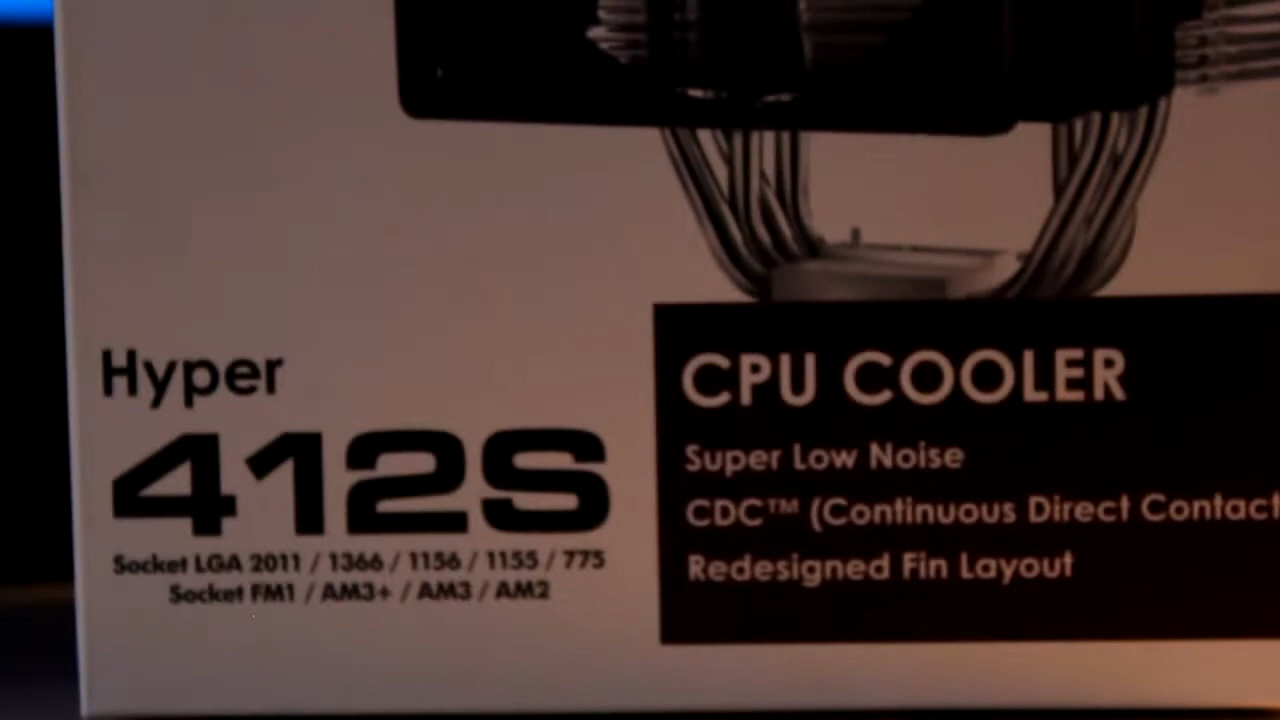 Hyper
412S
Socket LGA 2011 / 1366 / 1156 / 1155 / 775
Socket FM1 / AM3+ / AM3 / AM2
CPU COOLER
Super Low Noise
CDC™ (Continuous Direct Contact
Redesigned Fin Layout